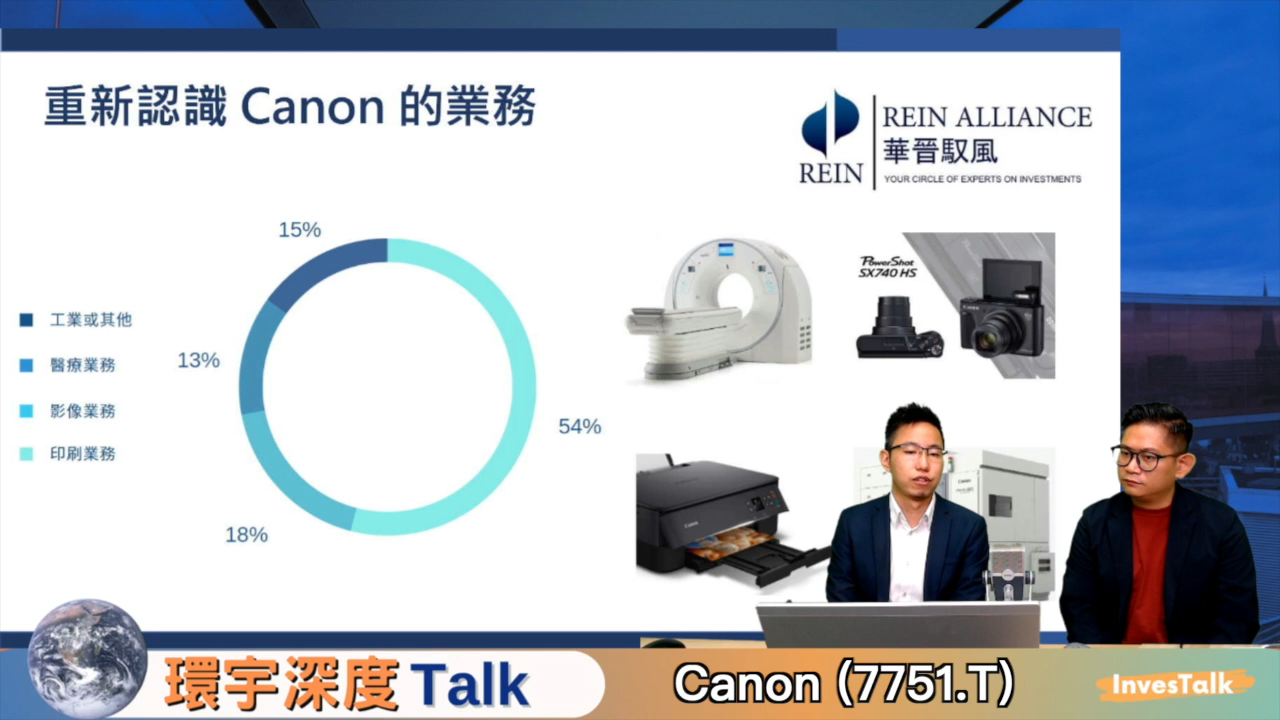 重新認識 Canon 的業務
REIN
REIN ALLIANCE
華晉馭風
YOUR CIRCLE OF EXPERTS ON INVESTMENTS
15%
工業或其他
醫療業務
13%
影像業務
54%
印刷業務
18%
PowerShot
SX740 HS
Canon
Canon
環宇深度 Talk
Canon (7751.T)
InvesTalk